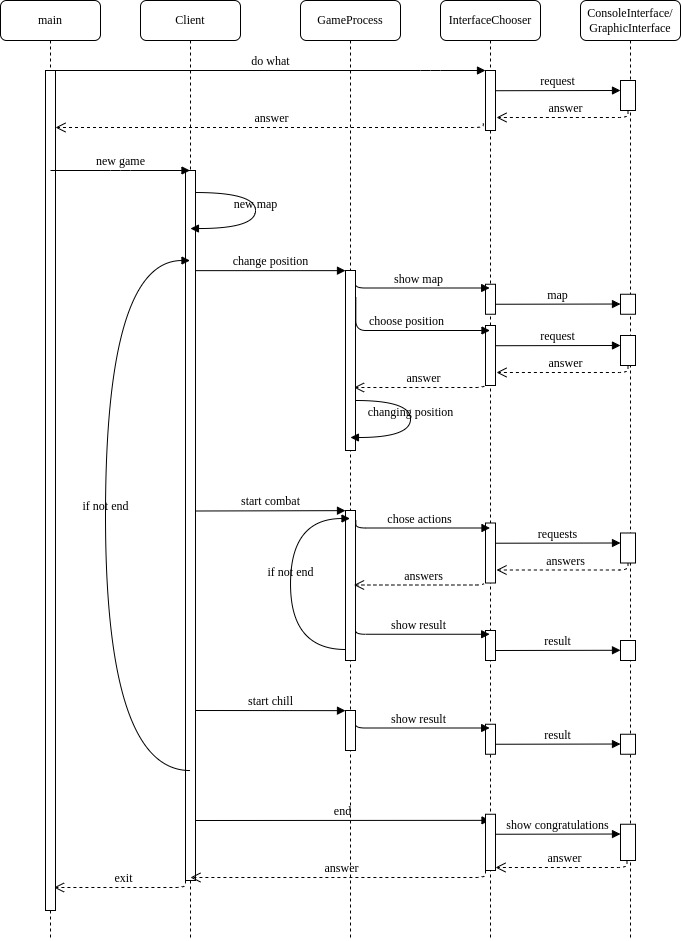 main
Client
GameProcess
InterfaceChooser
ConsoleInterface/
GraphicInterface
do what
request
answer
answer
new game
new map
change position
show map
map
choose position
request
answer
answer
changing position
if not end
start combat
chose actions
requests
answers
if not end
answers
show result
result
start chill
show result
result
end
show congratulations
answer
answer
exit